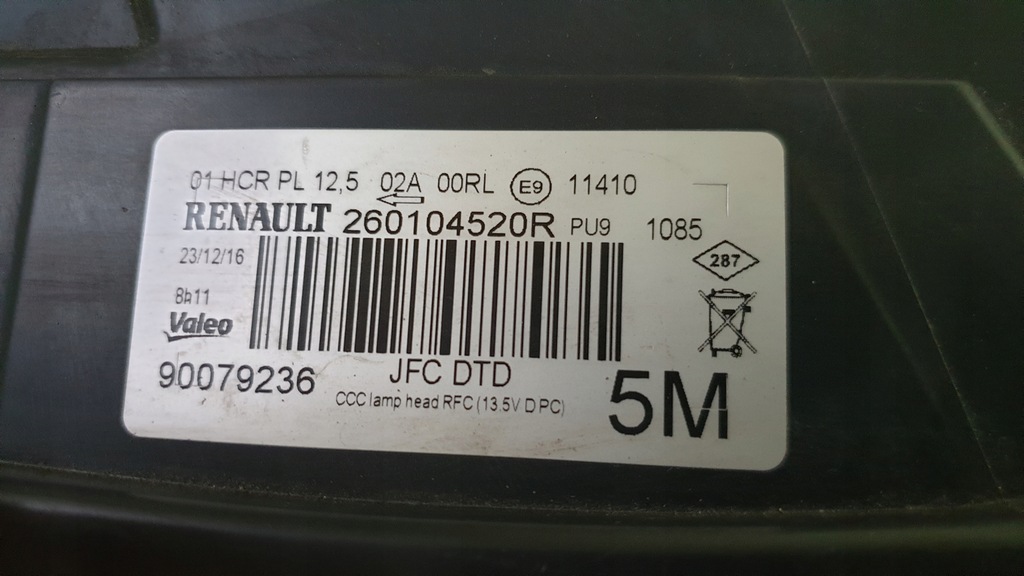 01 HCR PL 12,5 02A 00RL E9 11410
RENAULT 260104520R PU9 1085
23/12/16
287
8h11
Valeo
90079236
JFC DTD
CCC lamp head RFC (13.5V D PC)
5M